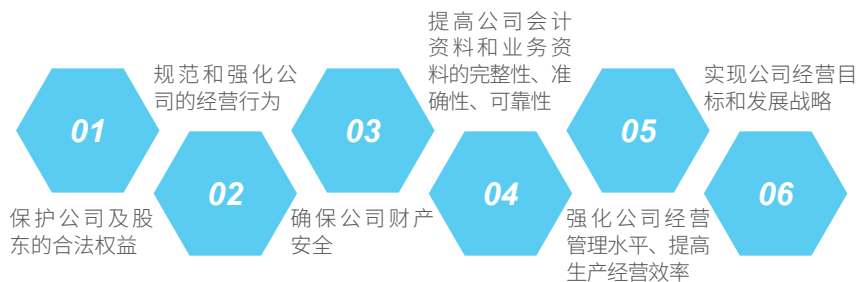 01
保护公司及股
东的合法权益
规范和强化公
司的经营行为
02
03
确保公司财产
安全
提高公司会计
资料和业务资
料的完整性、准
确性、可靠性
04
05
强化公司经营
管理水平、提高
生产经营效率
实现公司经营目
标和发展战略
06